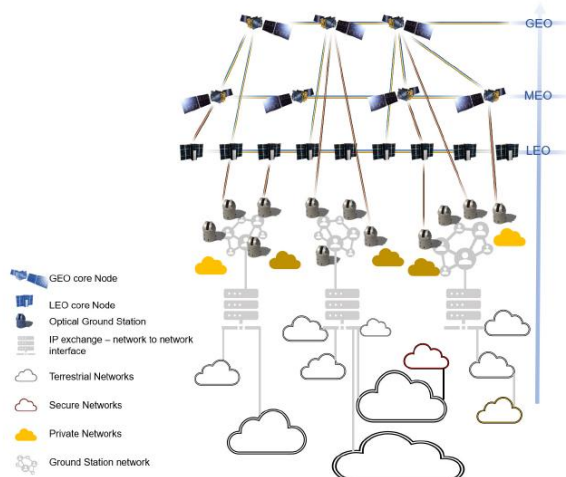 GEO
MEO
LEO
GEO core Node
LEO core Node
Optical Ground Station
IP exchange – network to network
interface
Terrestrial Networks
Secure Networks
Private Networks
Ground Station network